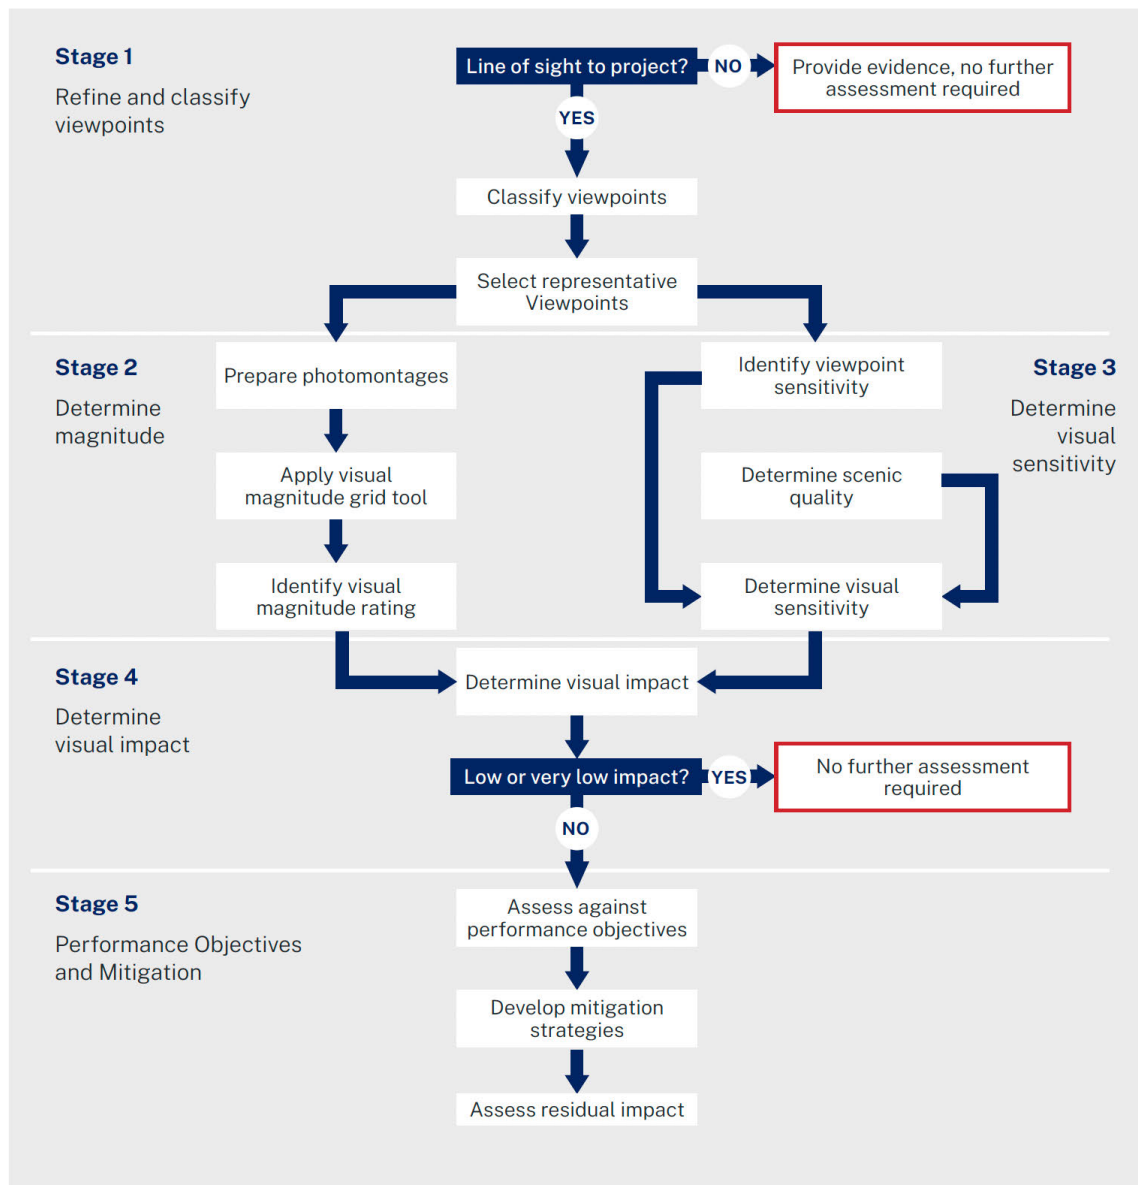 Stage 1
Refine and classify
viewpoints
Line of sight to project?
NO
Provide evidence, no further
assessment required
YES
Classify viewpoints
Select representative
Viewpoints
Stage 2
Determine
magnitude
Prepare photomontages
Apply visual
magnitude grid tool
Identify visual
magnitude rating
Identify viewpoint
sensitivity
Determine scenic
quality
Determine visual
sensitivity
Stage 3
Determine
visual
sensitivity
Stage 4
Determine
visual impact
Determine visual impact
Low or very low impact?
YES
No further assessment
required
NO
Stage 5
Performance Objectives
and Mitigation
Assess against
performance objectives
Develop mitigation
strategies
Assess residual impact